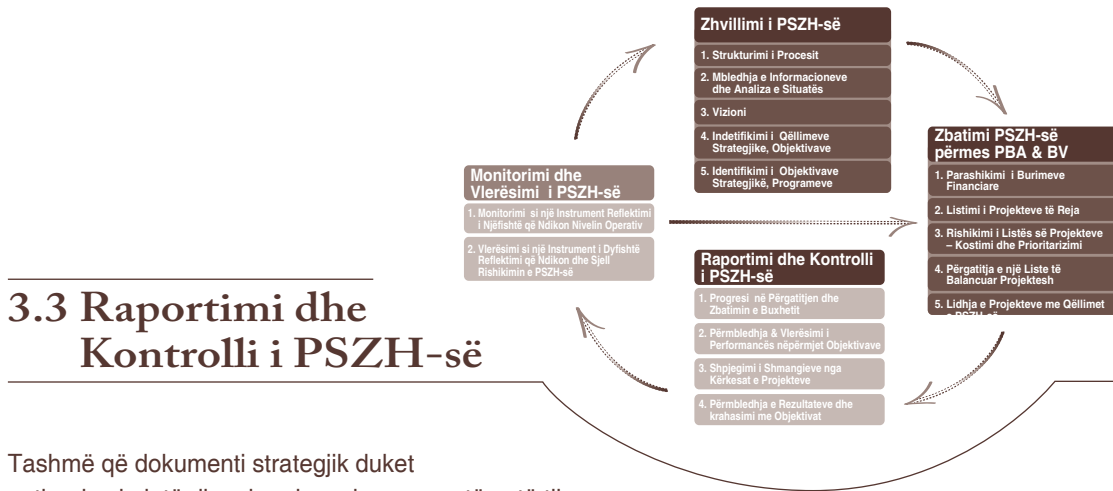 Zhvillimi i PSZH-së
1. Strukturimi i Procesit
2. Mbledhja e Informacioneve
dhe Analiza e Situatës
3. Vizioni
4. Indetifikimi i Qëllimeve
Strategjike, Objektivave
5. Identifikimi i Objektivave
Strategjikë, Programeve
Zbatimi PSZH-së
përmes PBA & BV
1. Parashikimi i Burimeve
Financiare
2. Listimi i Projekteve të Reja
3. Rishikimi i Listës së Projekteve
– Kostimi dhe Prioritarizimi
4. Përgatitja e një Liste të
Balancuar Projektesh
5. Lidhja e Projekteve me Qëllimet
e PSZH-së
Monitorimi dhe
Vlerësimi i PSZH-së
1. Monitorimi si një Instrument Reflektimi
i Njëfishtë që Ndikon Nivelin Operativ
2. Vlerësimi si një Instrument i Dyfishtë
Reflektimi që Ndikon dhe Sjell
Rishikimin e PSZH-së
Raportimi dhe Kontrolli
i PSZH-së
1. Progresi në Përgatitjen dhe
Zbatimin e Buxhetit
2. Përmbledhja & Vlerësimi i
Performancës nëpërmjet Objektivave
3. Shpjegimi i Shmangieve nga
Kërkesat e Projekteve
4. Përmbledhja e Rezultateve dhe
krahasimi me Objektivat
3.3 Raportimi dhe
Kontrolli i PSZH-së
Tashmë që dokumenti strategjik duket